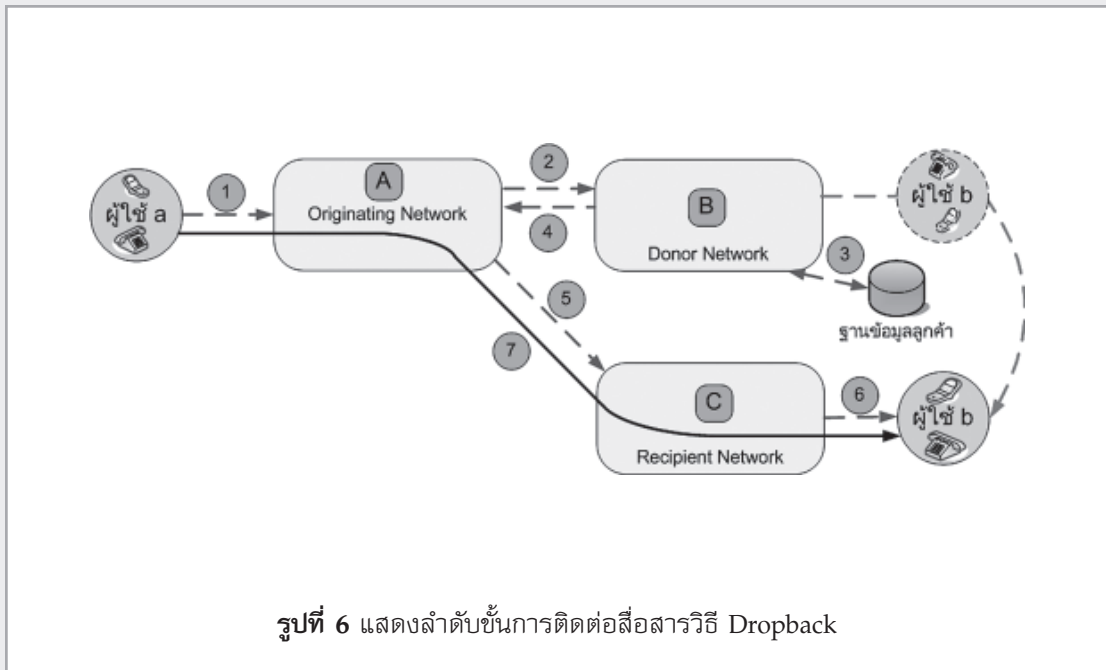 ผู้ใช้ a
1
A
Originating Network
2
4
B
Donor Network
ผู้ใช้ b
3
ฐานข้อมูลลูกค้า
5
7
C
Recipient Network
6
ผู้ใช้ b
รูปที่ 6 แสดงลำดับขั้นการติดต่อสื่อสารวิธี Dropback